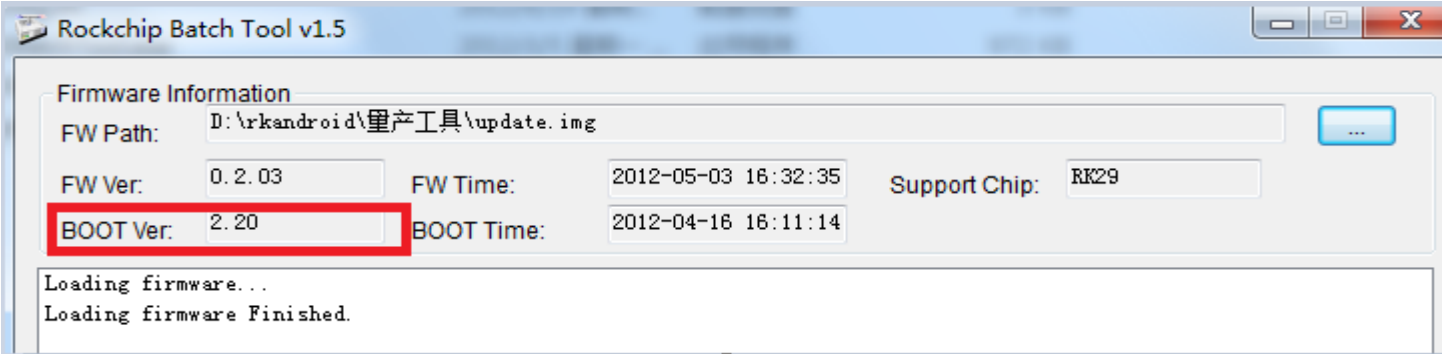 Rockchip Batch Tool v1.5
Firmware Information
FW Path: D:\rkandroid\量产工具\update.img ...
FW Ver: 0.2.03 FW Time: 2012-05-03 16:32:35 Support Chip: RK29
BOOT Ver: 2.20 BOOT Time: 2012-04-16 16:11:14
Loading firmware...
Loading firmware Finished.